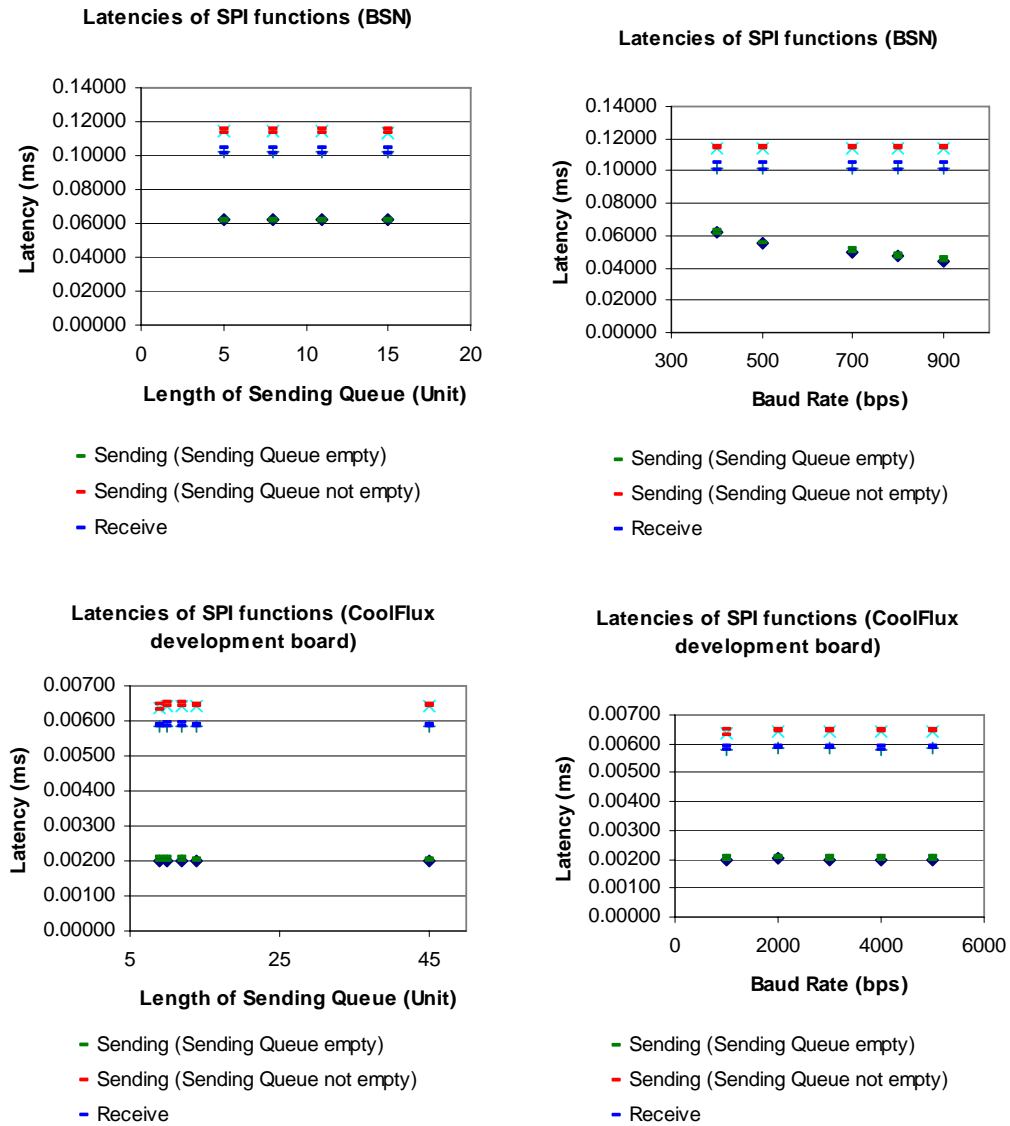 Latencies of SPI functions (BSN)
0.14000
0.12000
0.10000
0.08000
0.06000
0.04000
0.02000
0.00000
Latency (ms)
0 5 10 15 20
Length of Sending Queue (Unit)
Sending (Sending Queue empty)
Sending (Sending Queue not empty)
Receive
Latencies of SPI functions (BSN)
0.14000
0.12000
0.10000
0.08000
0.06000
0.04000
0.02000
0.00000
Latency (ms)
300 500 700 900
Baud Rate (bps)
Sending (Sending Queue empty)
Sending (Sending Queue not empty)
Receive
Latencies of SPI functions (CoolFlux
development board)
0.00700
0.00600
0.00500
0.00400
0.00300
0.00200
0.00100
0.00000
Latency (ms)
5 25 45
Length of Sending Queue (Unit)
Sending (Sending Queue empty)
Sending (Sending Queue not empty)
Receive
Latencies of SPI functions (CoolFlux
development board)
0.00700
0.00600
0.00500
0.00400
0.00300
0.00200
0.00100
0.00000
Latency (ms)
0 2000 4000 6000
Baud Rate (bps)
Sending (Sending Queue empty)
Sending (Sending Queue not empty)
Receive